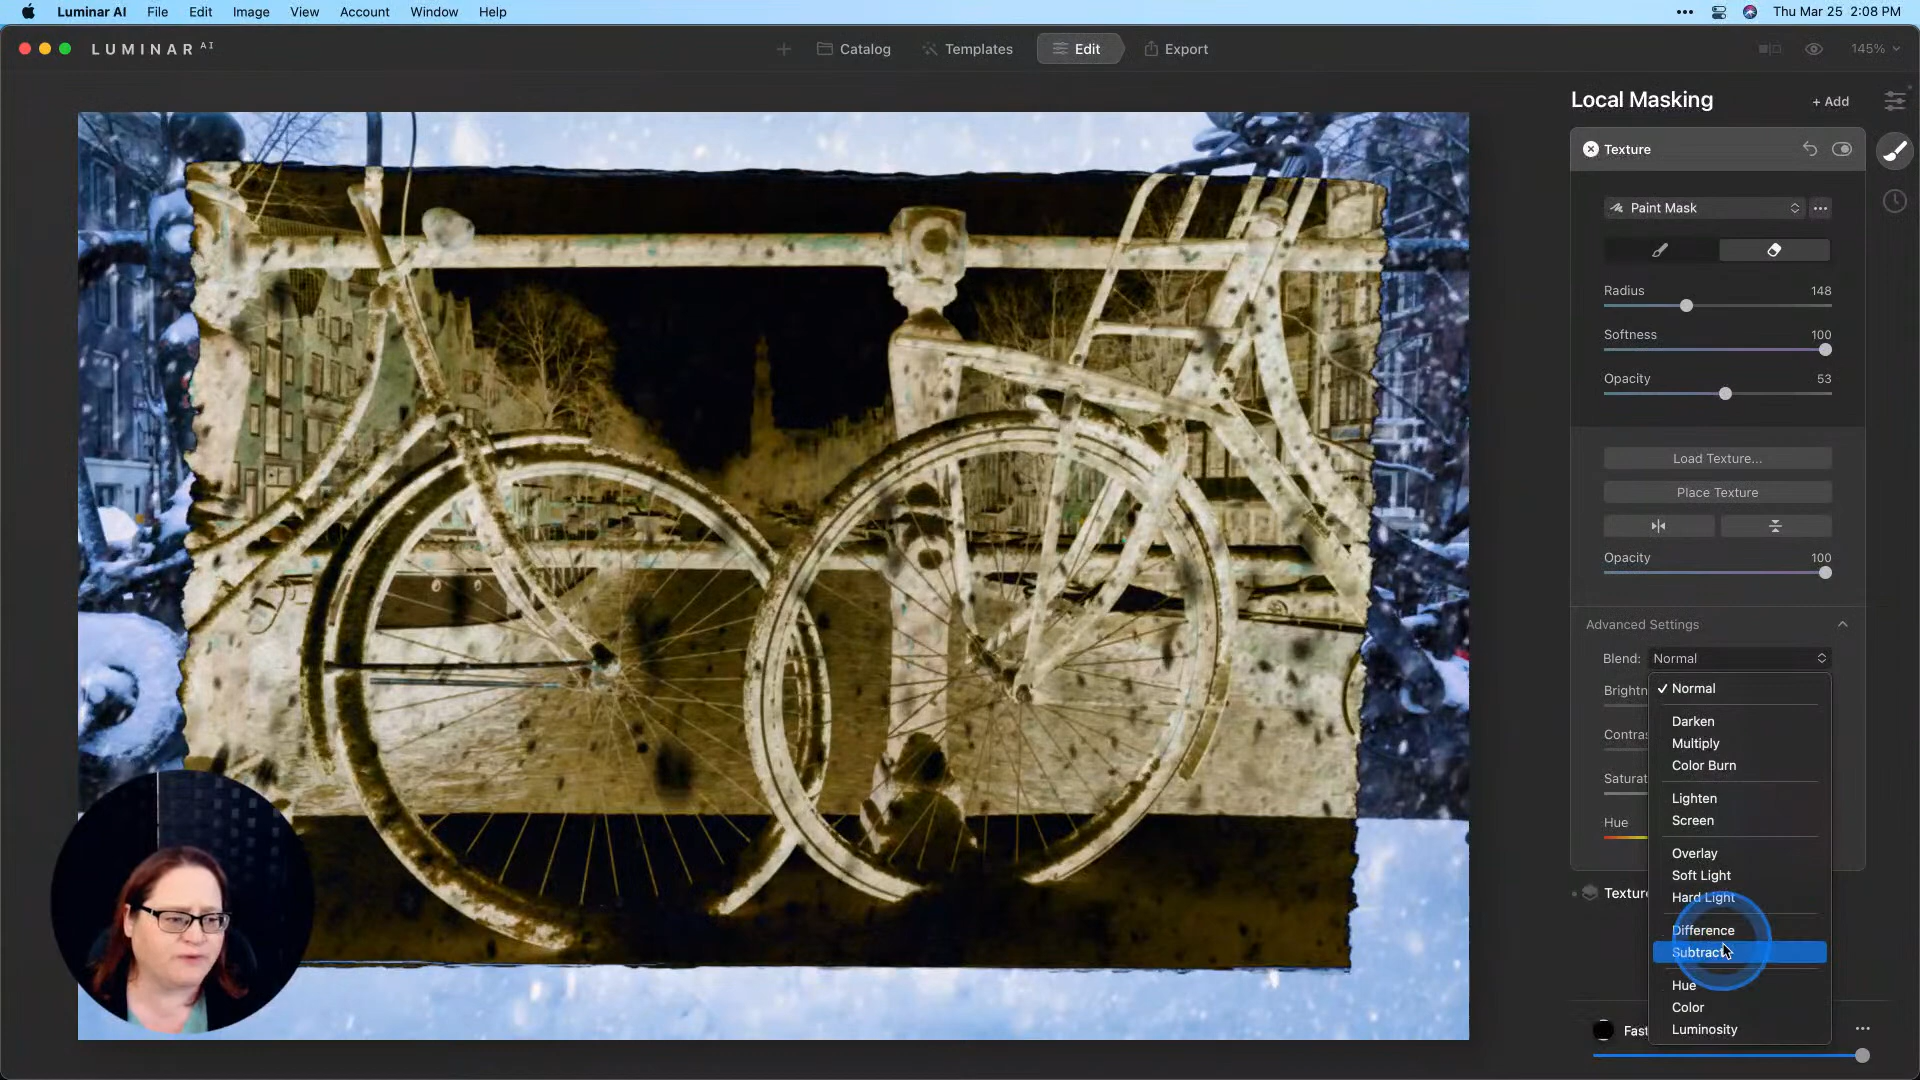 Luminar AI File Edit Image View Account Window Help ••• Thu Mar 25 2:08 PM
LUMINAR AI + Catalog Templates Edit Export 145%
Local Masking + Add
Texture
Paint Mask •••
Radius 148
Softness 100
Opacity 53
Load Texture...
Place Texture
Opacity 100
Advanced Settings
Blend: Normal
Brightn
✓ Normal
Darken
Contras
Multiply
Color Burn
Saturat
Lighten
Hue
Screen
Overlay
Soft Light
Texture
Hard Light
Difference
Subtract
Hue
Color
Fast •••
Luminosity